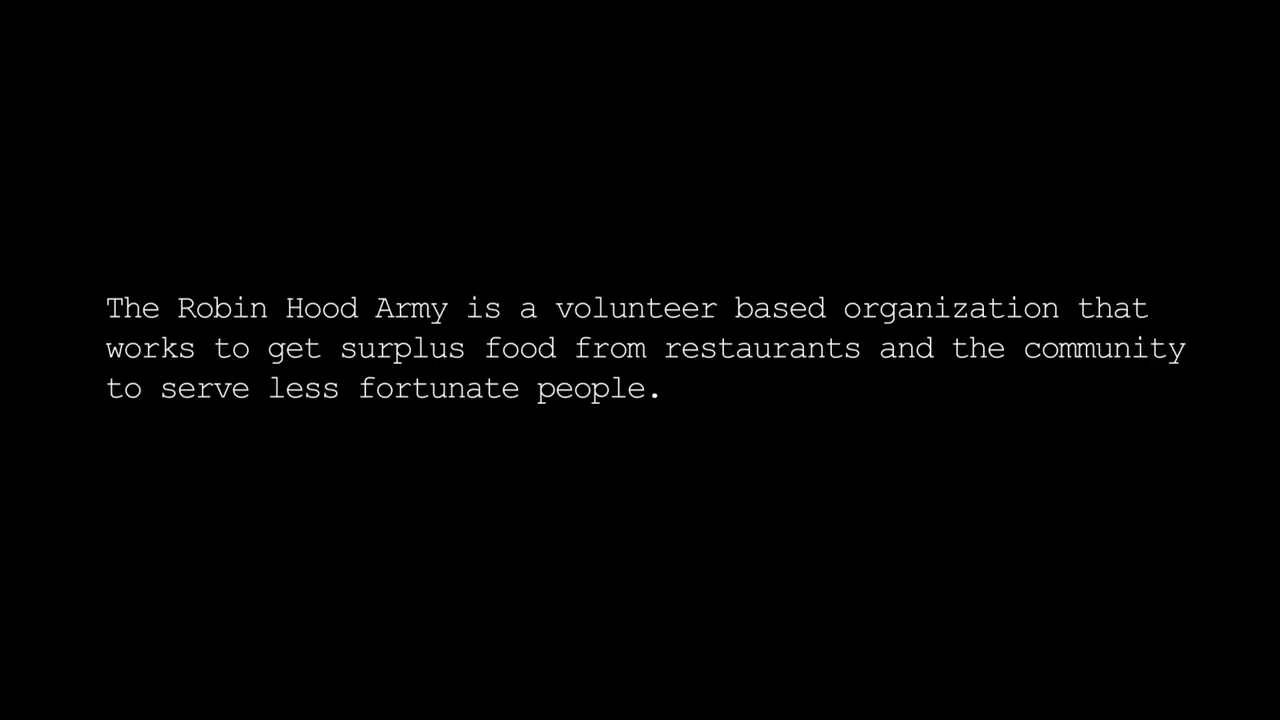 The Robin Hood Army is a volunteer based organization that
works to get surplus food from restaurants and the community
to serve less fortunate people.